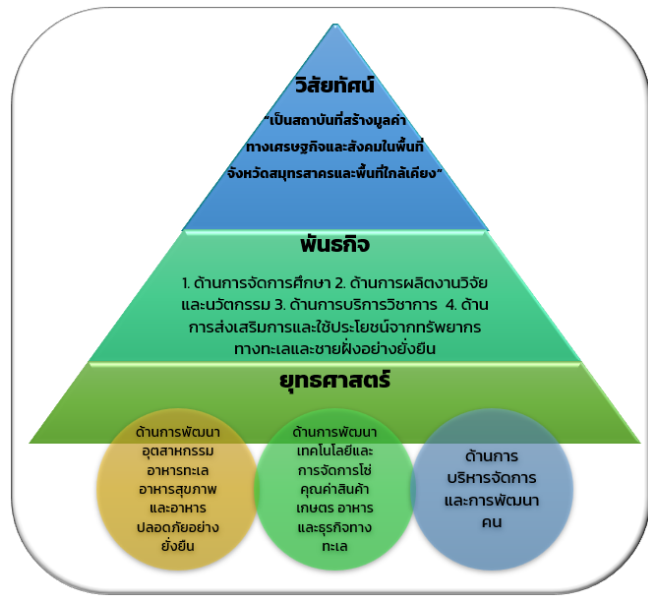 วิสัยทัศน์
"เป็นสถาบันที่สร้างมูลค่า
ทางเศรษฐกิจและสังคมในพื้นที่
จังหวัดสมุทรสาครและพื้นที่ใกล้เคียง"
พันธกิจ
1. ด้านการจัดการศึกษา 2. ด้านการผลิตงานวิจัย
และนวัตกรรม 3. ด้านการบริการวิชาการ 4. ด้าน
การส่งเสริมการและใช้ประโยชน์จากทรัพยากร
ทางทะเลและชายฝั่งอย่างยั่งยืน
ยุทธศาสตร์
ด้านการพัฒนา
อุตสาหกรรม
อาหารทะเล
อาหารสุขภาพ
และอาหาร
ปลอดภัยอย่าง
ยั่งยืน
ด้านการพัฒนา
เทคโนโลยีและ
การจัดการโซ่
คุณค่าสินค้า
เกษตร อาหาร
และธุรกิจทาง
ทะเล
ด้านการ
บริหารจัดการ
และการพัฒนา
คน